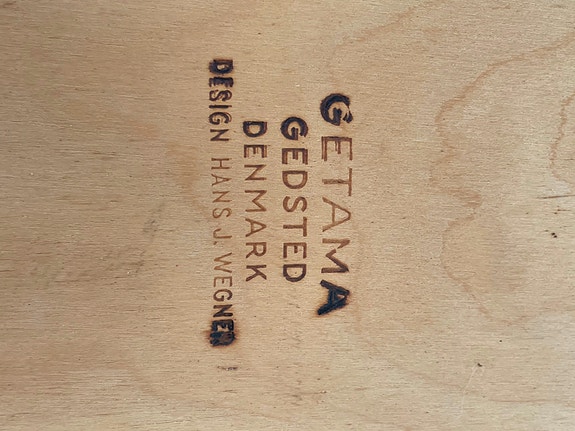 GETAMA
GEDSTED
DENMARK
DESIGN HANS J. WEGNER